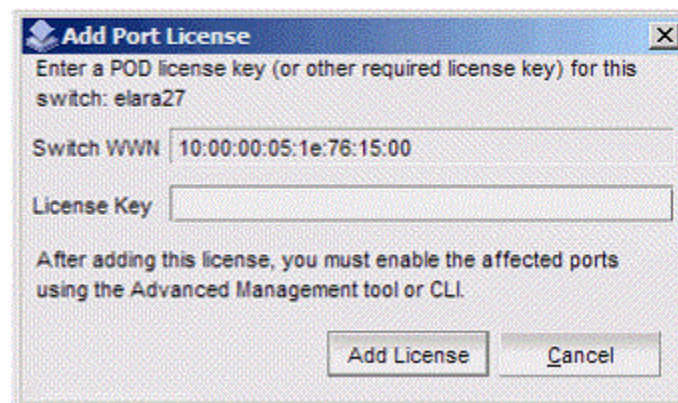 Add Port License
Enter a POD license key (or other required license key) for this
switch: elara27
Switch WWN 10:00:00:05:1e:76:15:00
License Key
After adding this license, you must enable the affected ports
using the Advanced Management tool or CLI.
Add License Cancel